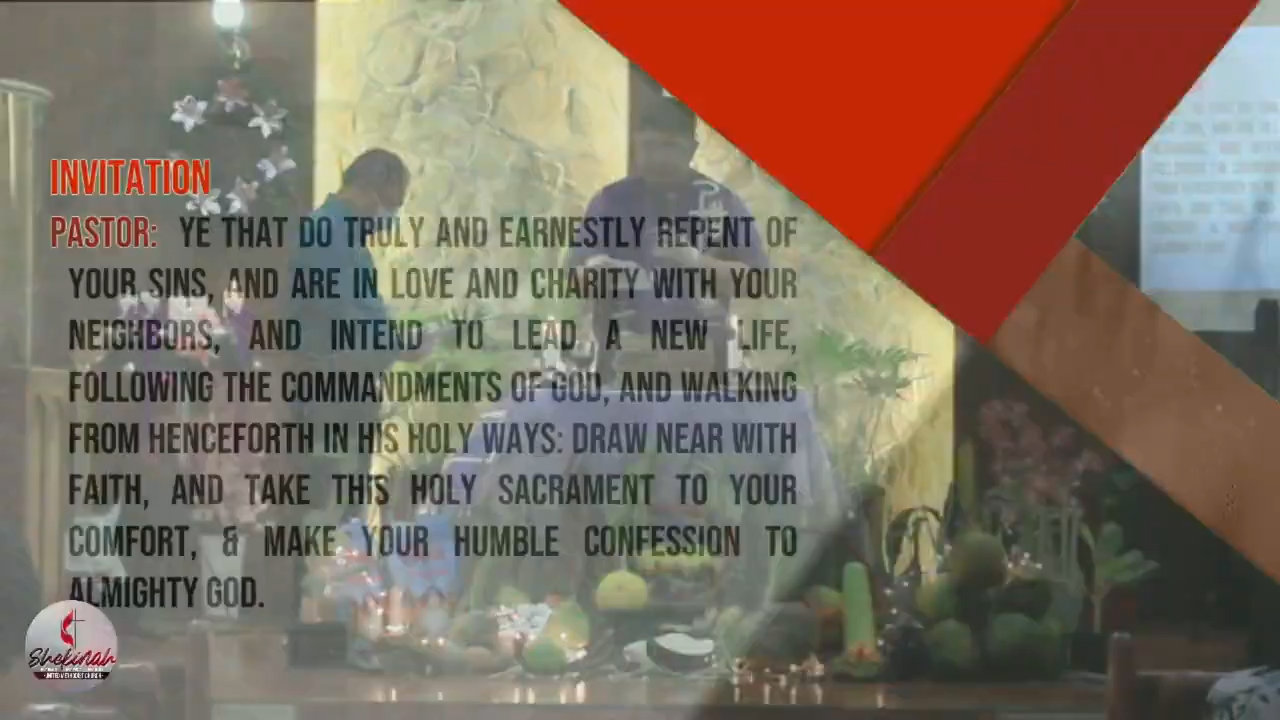 INVITATION
PASTOR: YE THAT DO TRULY AND EARNESTLY REPENT OF
YOUR SINS, AND ARE IN LOVE AND CHARITY WITH YOUR
NEIGHBORS, AND INTEND TO LEAD A NEW LIFE,
FOLLOWING THE COMMANDMENTS OF GOD, AND WALKING
FROM HENCEFORTH IN HIS HOLY WAYS: DRAW NEAR WITH
FAITH, AND TAKE THIS HOLY SACRAMENT TO YOUR
COMFORT, & MAKE YOUR HUMBLE CONFESSION TO
ALMIGHTY GOD.
Shekinah
UNITED METHODIST CHURCH